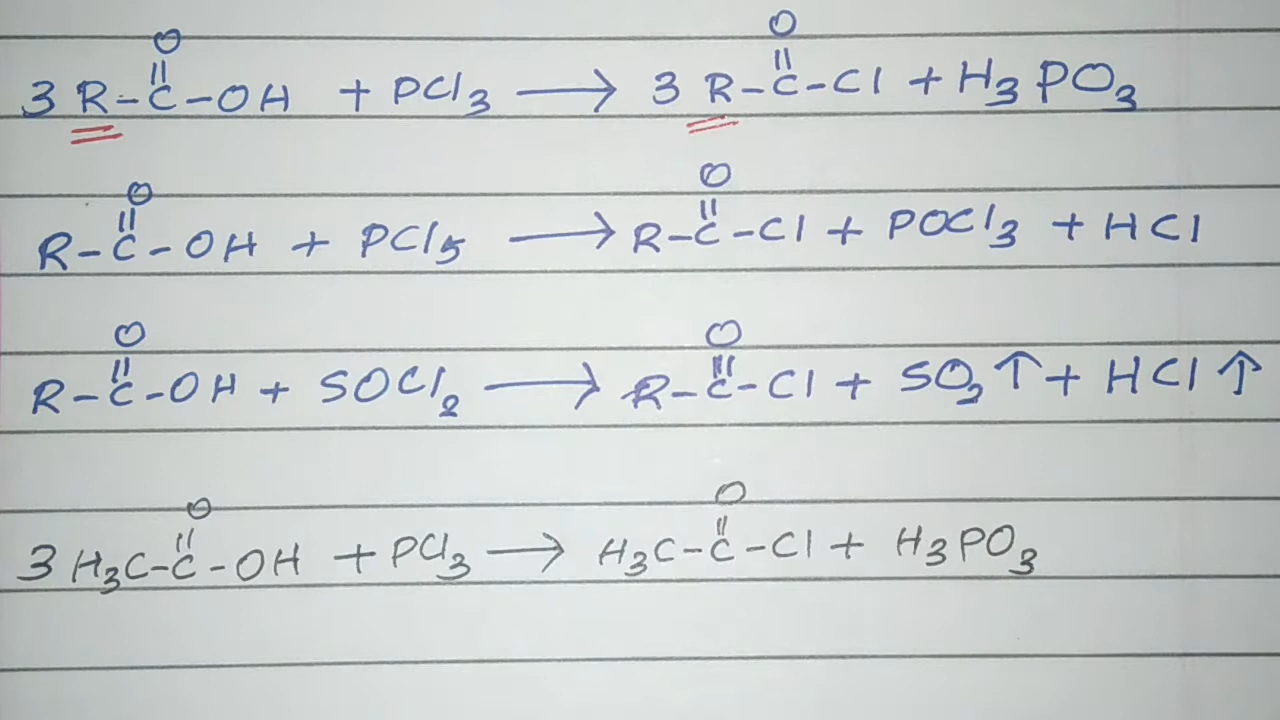 O O
3 R-C-OH + PCl3 → 3 R-C-Cl + H3PO3
O O
R-C-OH + PCl5 → R-C-Cl + POCl3 + HCl
O O
R-C-OH + SOCl2 → R-C-Cl + SO2↑ + HCl↑
O O
3 H3C-C-OH + PCl3 → H3C-C-Cl + H3PO3